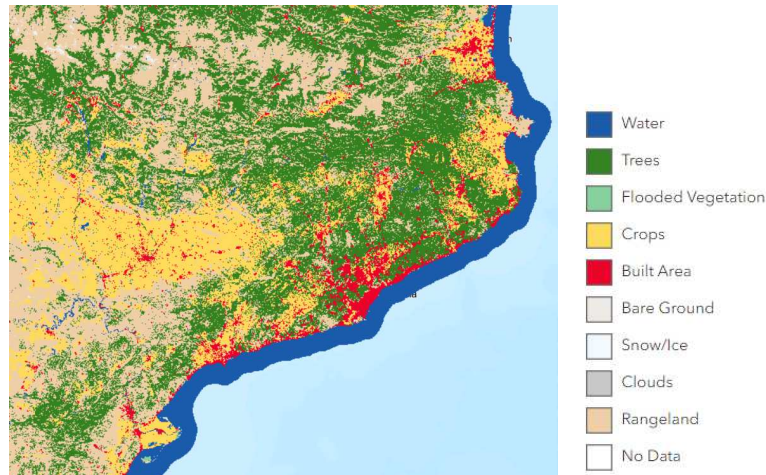 Water
Trees
Flooded Vegetation
Crops
Built Area
Bare Ground
Snow/Ice
Clouds
Rangeland
No Data